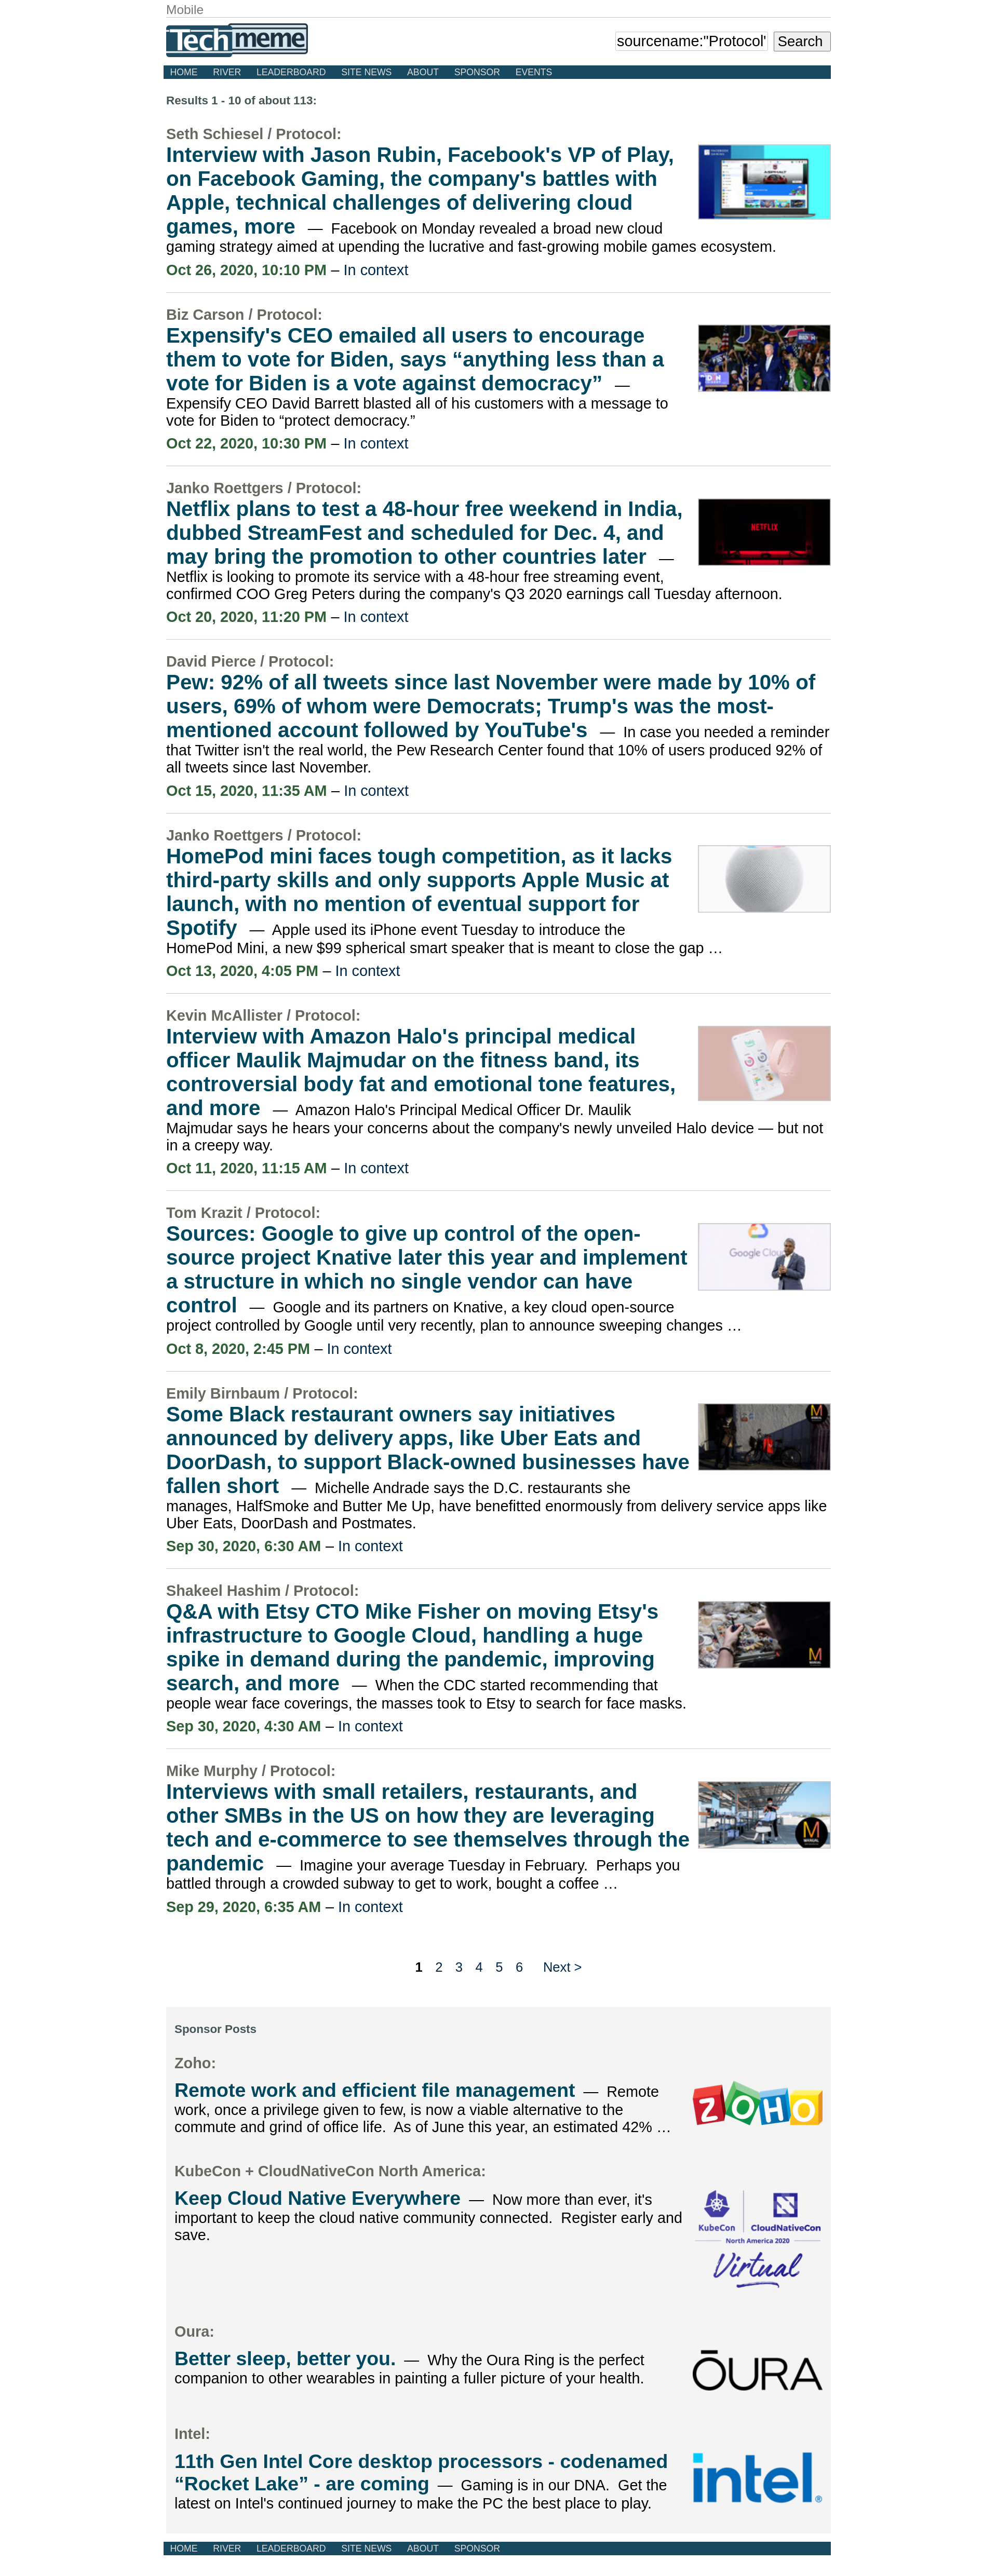 Mobile
Techmeme
sourcename:"Protocol" Search
HOME RIVER LEADERBOARD SITE NEWS ABOUT SPONSOR EVENTS
Results 1 - 10 of about 113:
Seth Schiesel / Protocol:
Interview with Jason Rubin, Facebook's VP of Play,
on Facebook Gaming, the company's battles with
Apple, technical challenges of delivering cloud
games, more — Facebook on Monday revealed a broad new cloud
gaming strategy aimed at upending the lucrative and fast-growing mobile games ecosystem.
Oct 26, 2020, 10:10 PM – In context
Biz Carson / Protocol:
Expensify's CEO emailed all users to encourage
them to vote for Biden, says “anything less than a
vote for Biden is a vote against democracy” —
Expensify CEO David Barrett blasted all of his customers with a message to
vote for Biden to “protect democracy.”
Oct 22, 2020, 10:30 PM – In context
Janko Roettgers / Protocol:
Netflix plans to test a 48-hour free weekend in India,
dubbed StreamFest and scheduled for Dec. 4, and
may bring the promotion to other countries later —
NETFLIX
Netflix is looking to promote its service with a 48-hour free streaming event,
confirmed COO Greg Peters during the company's Q3 2020 earnings call Tuesday afternoon.
Oct 20, 2020, 11:20 PM – In context
David Pierce / Protocol:
Pew: 92% of all tweets since last November were made by 10% of
users, 69% of whom were Democrats; Trump's was the most-
mentioned account followed by YouTube's — In case you needed a reminder
that Twitter isn't the real world, the Pew Research Center found that 10% of users produced 92% of
all tweets since last November.
Oct 15, 2020, 11:35 AM – In context
Janko Roettgers / Protocol:
HomePod mini faces tough competition, as it lacks
third-party skills and only supports Apple Music at
launch, with no mention of eventual support for
Spotify — Apple used its iPhone event Tuesday to introduce the
HomePod Mini, a new $99 spherical smart speaker that is meant to close the gap …
Oct 13, 2020, 4:05 PM – In context
Kevin McAllister / Protocol:
Interview with Amazon Halo's principal medical
officer Maulik Majmudar on the fitness band, its
controversial body fat and emotional tone features,
and more — Amazon Halo's Principal Medical Officer Dr. Maulik
Majmudar says he hears your concerns about the company's newly unveiled Halo device — but not
in a creepy way.
Oct 11, 2020, 11:15 AM – In context
Tom Krazit / Protocol:
Sources: Google to give up control of the open-
source project Knative later this year and implement
a structure in which no single vendor can have
control — Google and its partners on Knative, a key cloud open-source
Google Cloud
project controlled by Google until very recently, plan to announce sweeping changes …
Oct 8, 2020, 2:45 PM – In context
Emily Birnbaum / Protocol:
Some Black restaurant owners say initiatives
announced by delivery apps, like Uber Eats and
DoorDash, to support Black-owned businesses have
fallen short — Michelle Andrade says the D.C. restaurants she
manages, HalfSmoke and Butter Me Up, have benefitted enormously from delivery service apps like
Uber Eats, DoorDash and Postmates.
Sep 30, 2020, 6:30 AM – In context
Shakeel Hashim / Protocol:
Q&A with Etsy CTO Mike Fisher on moving Etsy's
infrastructure to Google Cloud, handling a huge
spike in demand during the pandemic, improving
search, and more — When the CDC started recommending that
people wear face coverings, the masses took to Etsy to search for face masks.
Sep 30, 2020, 4:30 AM – In context
Mike Murphy / Protocol:
Interviews with small retailers, restaurants, and
other SMBs in the US on how they are leveraging
tech and e-commerce to see themselves through the
pandemic — Imagine your average Tuesday in February. Perhaps you
battled through a crowded subway to get to work, bought a coffee …
Sep 29, 2020, 6:35 AM – In context
1 2 3 4 5 6 Next >
Sponsor Posts
Zoho:
Remote work and efficient file management — Remote
work, once a privilege given to few, is now a viable alternative to the
commute and grind of office life. As of June this year, an estimated 42% …
ZOHO
KubeCon + CloudNativeCon North America:
Keep Cloud Native Everywhere — Now more than ever, it's
important to keep the cloud native community connected. Register early and
save.
KubeCon CloudNativeCon
North America 2020
Virtual
Oura:
Better sleep, better you. — Why the Oura Ring is the perfect
companion to other wearables in painting a fuller picture of your health.
ŌURA
Intel:
11th Gen Intel Core desktop processors - codenamed
“Rocket Lake” - are coming — Gaming is in our DNA. Get the
latest on Intel's continued journey to make the PC the best place to play.
intel®
HOME RIVER LEADERBOARD SITE NEWS ABOUT SPONSOR